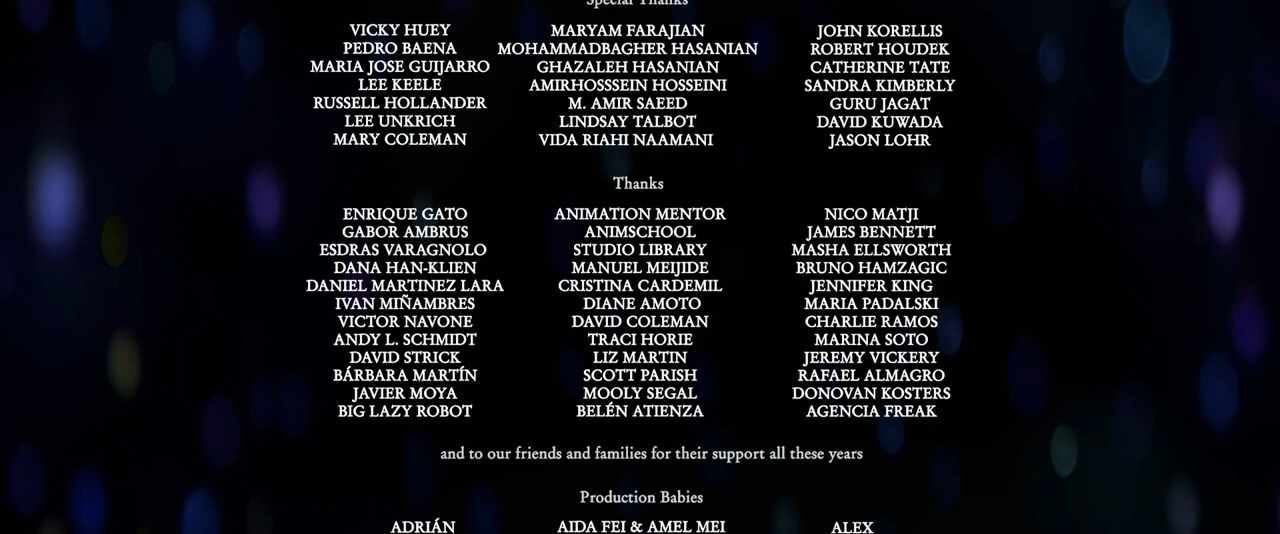 Special Thanks
VICKY HUEY MARYAM FARAJIAN JOHN KORELLIS
PEDRO BAENA MOHAMMADBAGHER HASANIAN ROBERT HOUDEK
MARIA JOSE GUIJARRO GHAZALEH HASANIAN CATHERINE TATE
LEE KEELE AMIRHOSSSEIN HOSSEINI SANDRA KIMBERLY
RUSSELL HOLLANDER M. AMIR SAEED GURU JAGAT
LEE UNKRICH LINDSAY TALBOT DAVID KUWADA
MARY COLEMAN VIDA RIAHI NAAMANI JASON LOHR
Thanks
ENRIQUE GATO ANIMATION MENTOR NICO MATJI
GABOR AMBRUS ANIMSCHOOL JAMES BENNETT
ESDRAS VARAGNOLO STUDIO LIBRARY MASHA ELLSWORTH
DANA HAN-KLIEN MANUEL MEIJIDE BRUNO HAMZAGIC
DANIEL MARTINEZ LARA CRISTINA CARDEMIL JENNIFER KING
IVAN MIÑAMBRES DIANE AMOTO MARIA PADALSKI
VICTOR NAVONE DAVID COLEMAN CHARLIE RAMOS
ANDY L. SCHMIDT TRACI HORIE MARINA SOTO
DAVID STRICK LIZ MARTIN JEREMY VICKERY
BÁRBARA MARTÍN SCOTT PARISH RAFAEL ALMAGRO
JAVIER MOYA MOOLY SEGAL DONOVAN KOSTERS
BIG LAZY ROBOT BELÉN ATIENZA AGENCIA FREAK
and to our friends and families for their support all these years
Production Babies
ADRIÁN AIDA FEI & AMEL MEI ALEX